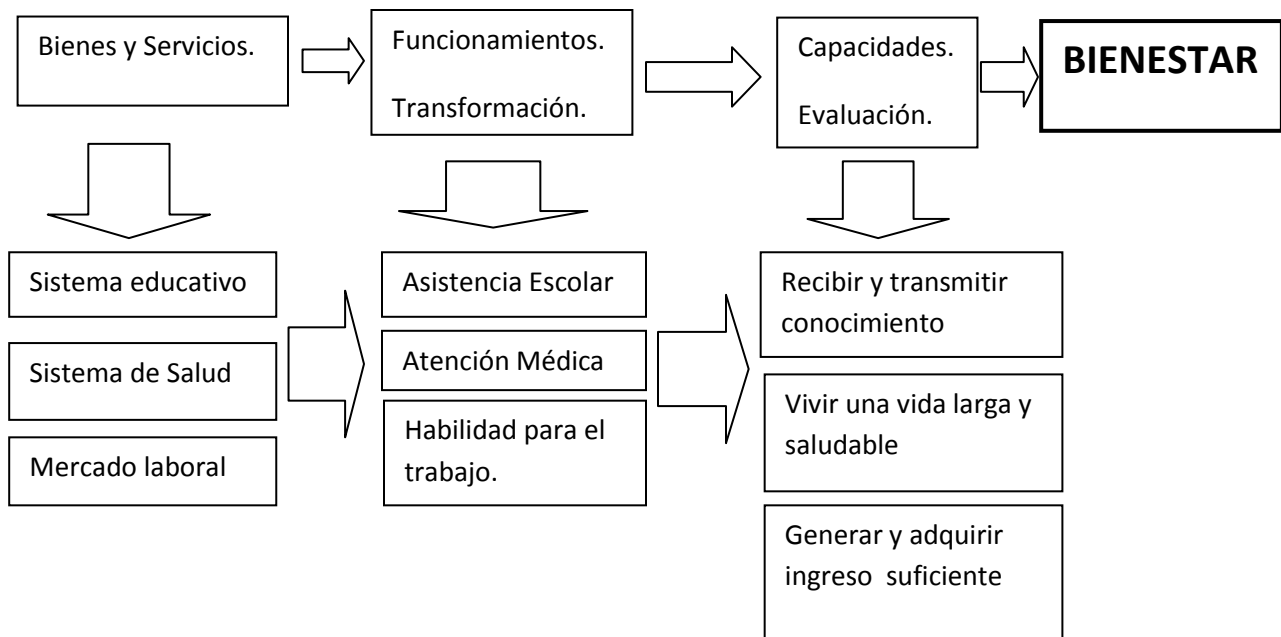 Bienes y Servicios.
Funcionamientos.
Transformación.
Capacidades.
Evaluación.
BIENESTAR
Sistema educativo
Sistema de Salud
Mercado laboral
Asistencia Escolar
Atención Médica
Habilidad para el
trabajo.
Recibir y transmitir
conocimiento
Vivir una vida larga y
saludable
Generar y adquirir
ingreso suficiente